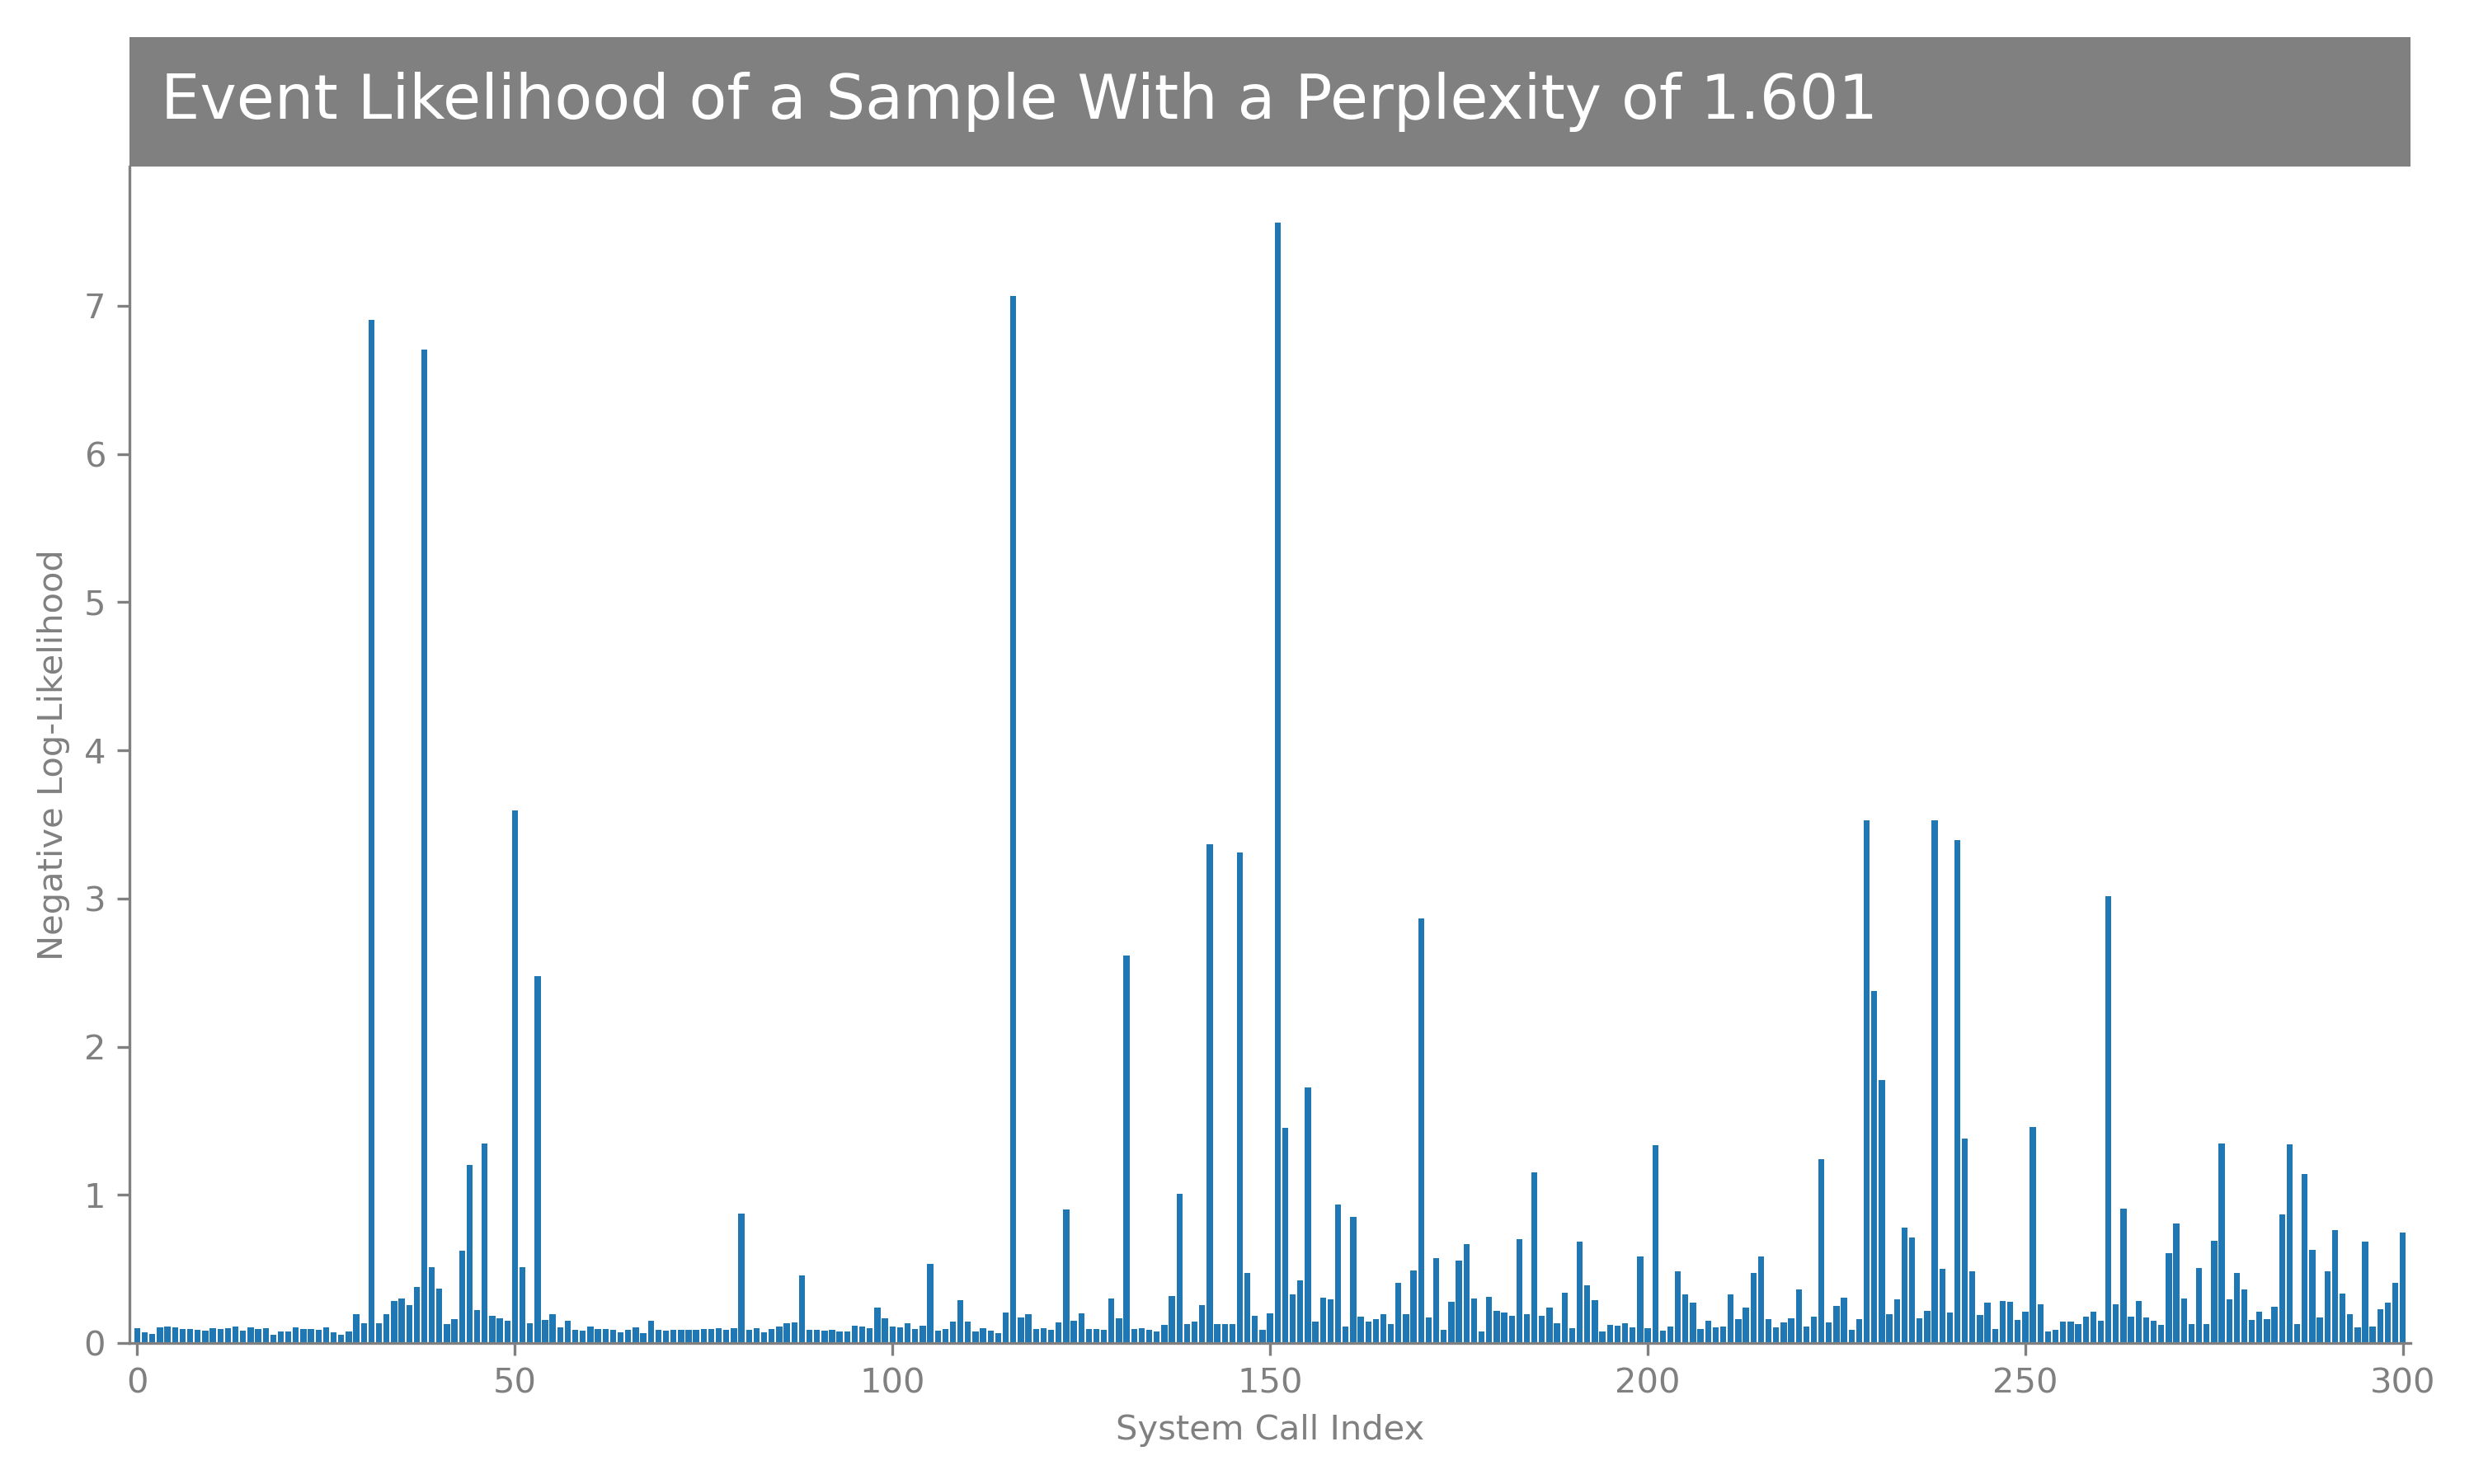 Event Likelihood of a Sample With a Perplexity of 1.601
Negative Log-Likelihood
7
6
5
4
3
2
1
0
0 50 100 150 200 250 300
System Call Index